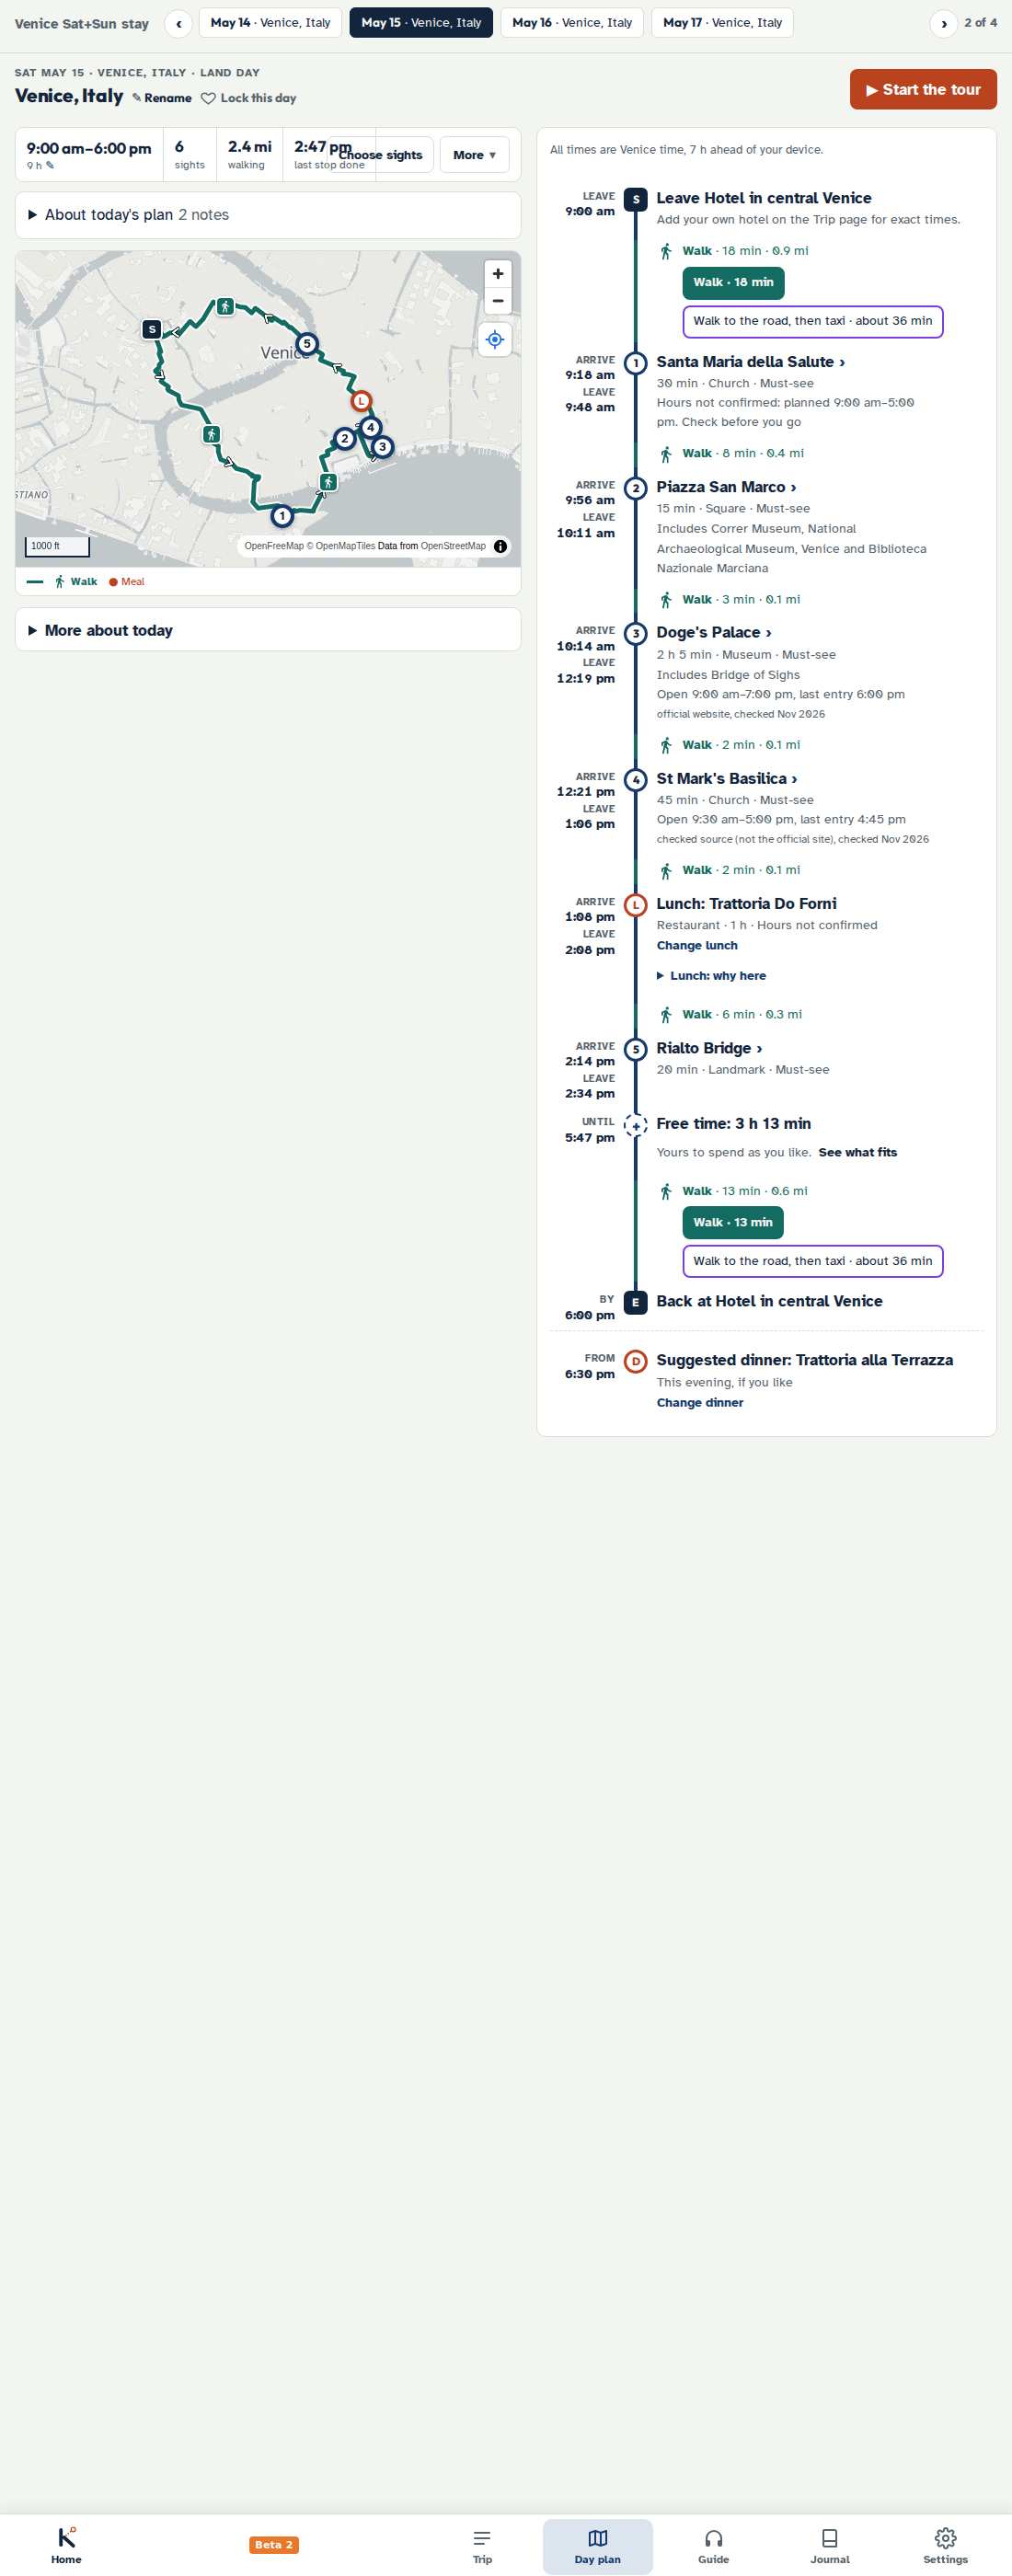 Venice Sat+Sun stay
‹
May 14 · Venice, Italy
May 15 · Venice, Italy
May 16 · Venice, Italy
May 17 · Venice, Italy
›
2 of 4
SAT MAY 15 · VENICE, ITALY · LAND DAY
Venice, Italy ✎ Rename Lock this day
▶ Start the tour
9:00 am–6:00 pm
9 h ✎
6
sights
2.4 mi
walking
2:47 pm
last stop done
Choose sights
More ▾
▶ About today's plan 2 notes
S
5
Venice
L
4
2
3
1
STIANO
+
−
1000 ft
OpenFreeMap © OpenMapTiles Data from OpenStreetMap
Walk
Meal
▶ More about today
All times are Venice time, 7 h ahead of your device.
LEAVE
9:00 am
S
Leave Hotel in central Venice
Add your own hotel on the Trip page for exact times.
Walk · 18 min · 0.9 mi
Walk · 18 min
Walk to the road, then taxi · about 36 min
ARRIVE
9:18 am
LEAVE
9:48 am
1
Santa Maria della Salute ›
30 min · Church · Must-see
Hours not confirmed: planned 9:00 am–5:00
pm. Check before you go
Walk · 8 min · 0.4 mi
ARRIVE
9:56 am
LEAVE
10:11 am
2
Piazza San Marco ›
15 min · Square · Must-see
Includes Correr Museum, National
Archaeological Museum, Venice and Biblioteca
Nazionale Marciana
Walk · 3 min · 0.1 mi
ARRIVE
10:14 am
LEAVE
12:19 pm
3
Doge's Palace ›
2 h 5 min · Museum · Must-see
Includes Bridge of Sighs
Open 9:00 am–7:00 pm, last entry 6:00 pm
official website, checked Nov 2026
Walk · 2 min · 0.1 mi
ARRIVE
12:21 pm
LEAVE
1:06 pm
4
St Mark's Basilica ›
45 min · Church · Must-see
Open 9:30 am–5:00 pm, last entry 4:45 pm
checked source (not the official site), checked Nov 2026
Walk · 2 min · 0.1 mi
ARRIVE
1:08 pm
LEAVE
2:08 pm
L
Lunch: Trattoria Do Forni
Restaurant · 1 h · Hours not confirmed
Change lunch
▶ Lunch: why here
Walk · 6 min · 0.3 mi
ARRIVE
2:14 pm
LEAVE
2:34 pm
5
Rialto Bridge ›
20 min · Landmark · Must-see
UNTIL
5:47 pm
+
Free time: 3 h 13 min
Yours to spend as you like. See what fits
Walk · 13 min · 0.6 mi
Walk · 13 min
Walk to the road, then taxi · about 36 min
BY
6:00 pm
E
Back at Hotel in central Venice
FROM
6:30 pm
D
Suggested dinner: Trattoria alla Terrazza
This evening, if you like
Change dinner
Home
Beta 2
Trip
Day plan
Guide
Journal
Settings